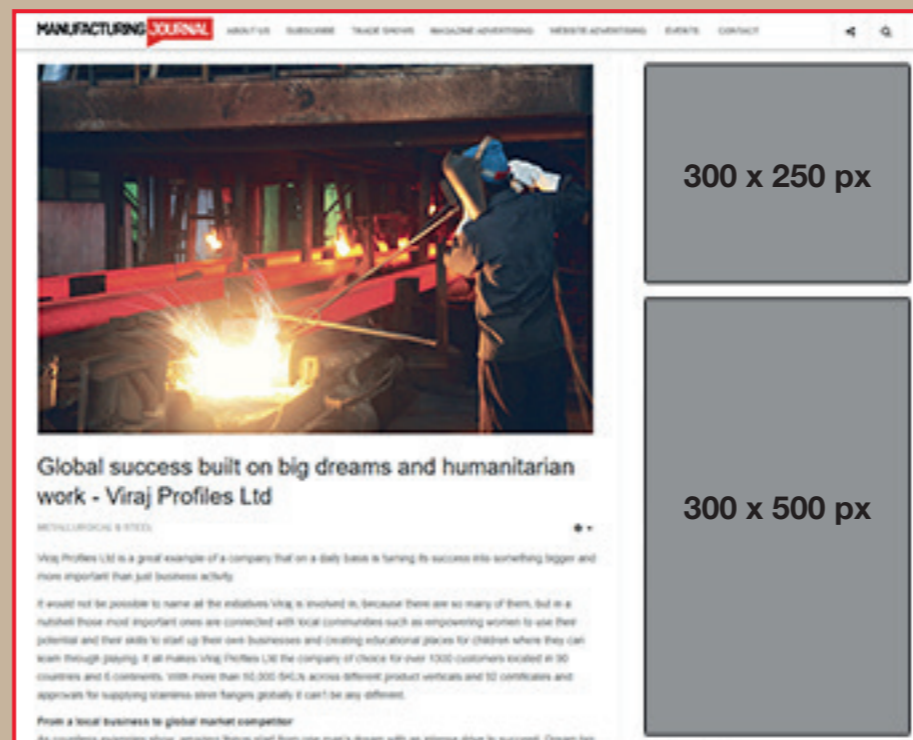 MANUFACTURING JOURNAL ABOUT US SUBSCRIBE TRADE SHOWS MAGAZINE ADVERTISING WEBSITE ADVERTISING EVENTS CONTACT
300 x 250 px
300 x 500 px
Global success built on big dreams and humanitarian
work - Viraj Profiles Ltd
METALLURGICAL & STEEL
Viraj Profiles Ltd is a great example of a company that on a daily basis is turning its success into something bigger and
more important than just business activity.
It would not be possible to name all the initiatives Viraj is involved in, because there are so many of them, but in a
nutshell those most important ones are connected with local communities such as empowering women to use their
potential and their skills to start up their own businesses and creating educational places for children where they can
learn through playing. It all makes Viraj Profiles Ltd the company of choice for over 1000 customers located in 90
countries and 6 continents. With more than 10,000 SKUs across different product verticals and 52 certificates and
approvals for supplying stainless steel flanges globally it can't be any different.
From a local business to global market competitor